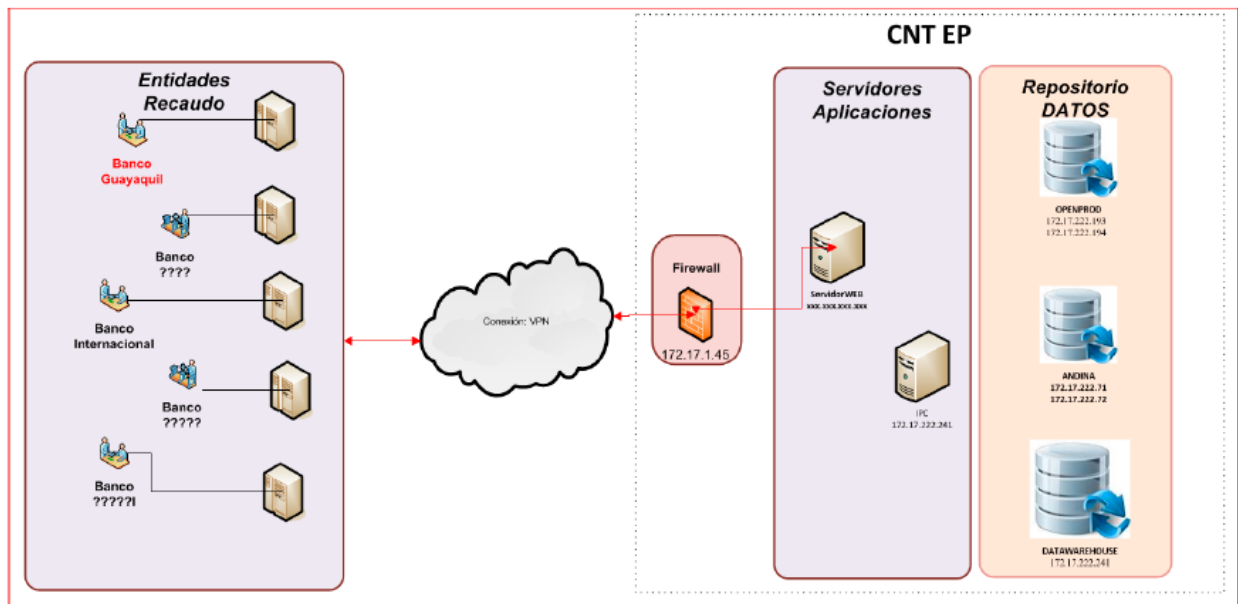 CNT EP
Entidades
Recaudo
Banco
Guayaquil
Banco
????
Banco
Internacional
Banco
?????
Banco
?????I
Conexión: VPN
Firewall
172.17.1.45
Servidores
Aplicaciones
ServidorWEB
xxx.xxx.xxx.xxx
IPC
172.17.222.241
Repositorio
DATOS
OPENPROD
172.17.222.193
172.17.222.194
ANDINA
172.17.222.71
172.17.222.72
DATAWAREHOUSE
172.17.222.241